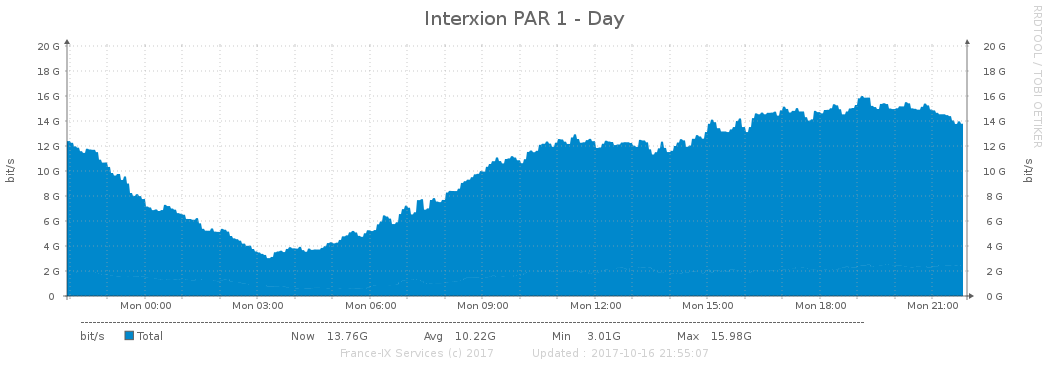 Interxion PAR 1 - Day
RRDTOOL / TOBI OETIKER
bit/s
bit/s
20 G 20 G
18 G 18 G
16 G 16 G
14 G 14 G
12 G 12 G
10 G 10 G
8 G 8 G
6 G 6 G
4 G 4 G
2 G 2 G
0 0 G
Mon 00:00 Mon 03:00 Mon 06:00 Mon 09:00 Mon 12:00 Mon 15:00 Mon 18:00 Mon 21:00
bit/s Total Now 13.76G Avg 10.22G Min 3.01G Max 15.98G
France-IX Services (c) 2017 Updated : 2017-10-16 21:55:07